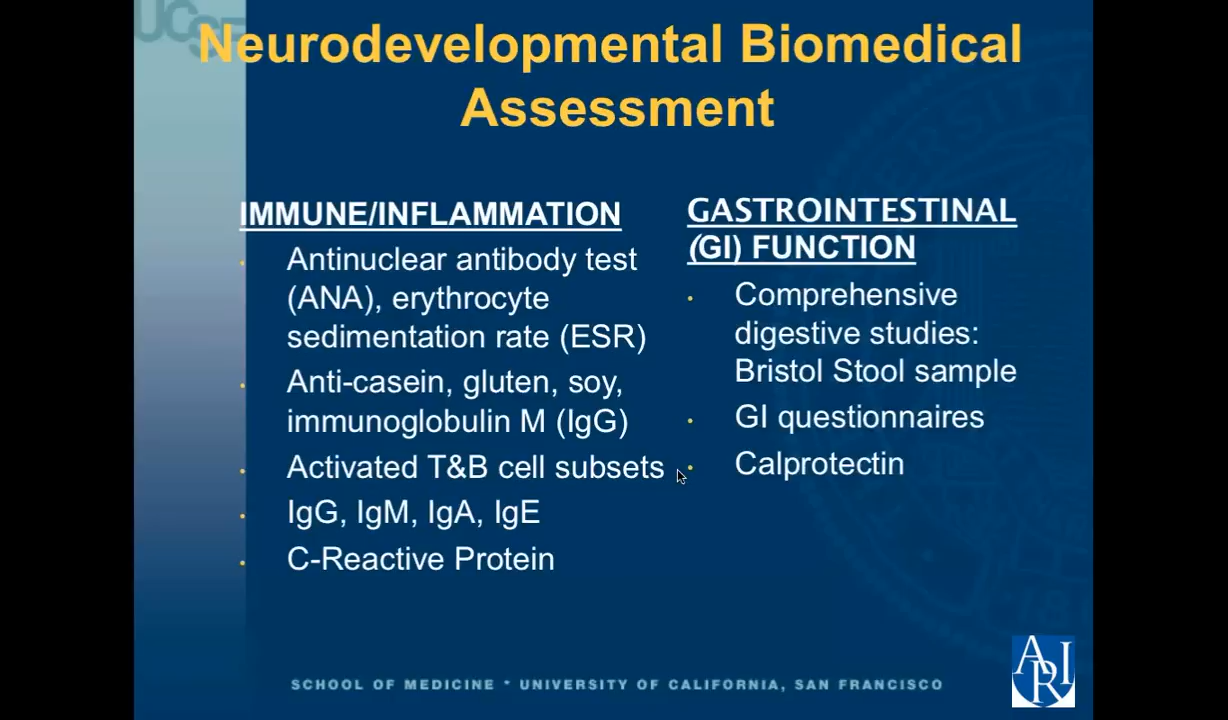 UCSF
Neurodevelopmental Biomedical
Assessment
IMMUNE/INFLAMMATION
Antinuclear antibody test
(ANA), erythrocyte
sedimentation rate (ESR)
Anti-casein, gluten, soy,
immunoglobulin M (IgG)
Activated T&B cell subsets
IgG, IgM, IgA, IgE
C-Reactive Protein
GASTROINTESTINAL
(GI) FUNCTION
Comprehensive
digestive studies:
Bristol Stool sample
GI questionnaires
Calprotectin
SCHOOL OF MEDICINE * UNIVERSITY OF CALIFORNIA, SAN FRANCISCO
ARI